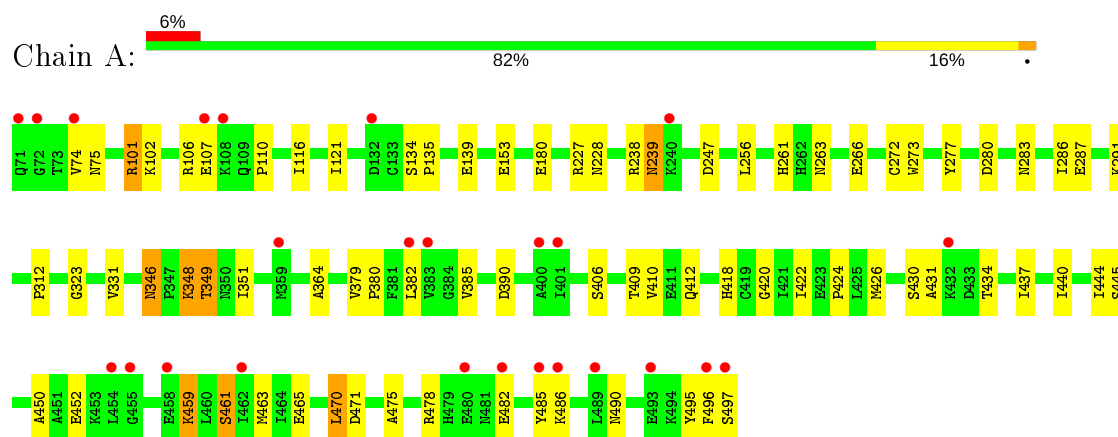 6%
Chain A:
82% 16% •
Q71 G72 T73 V74 N75 R101 K102 R106 E107 K108 Q109 P110 I116 I121 D132 C133 S134 P135 E139 E153 E180 R227 N228 R238 N239 K240 D247 L256 H261 H262 N263 E266 C272 W273 Y277 D280 N283 I286 E287
P312 G323 V331 N346 P347 K348 T349 N350 I351 M359 A364 V379 P380 F381 L382 V383 G384 V385 D390 A400 I401 S406 T409 V410 E411 Q412 H418 C419 G420 I421 I422 E423 P424 L425 M426 S430 A431 K432 D433 T434 I437 I440 I444 S445
A450 A451 E452 K453 L454 G455 E458 K459 L460 S461 I462 M463 I464 E465 L470 D471 A475 R478 H479 E480 N481 E482 Y485 K486 L489 N490 E493 K494 Y495 F496 S497